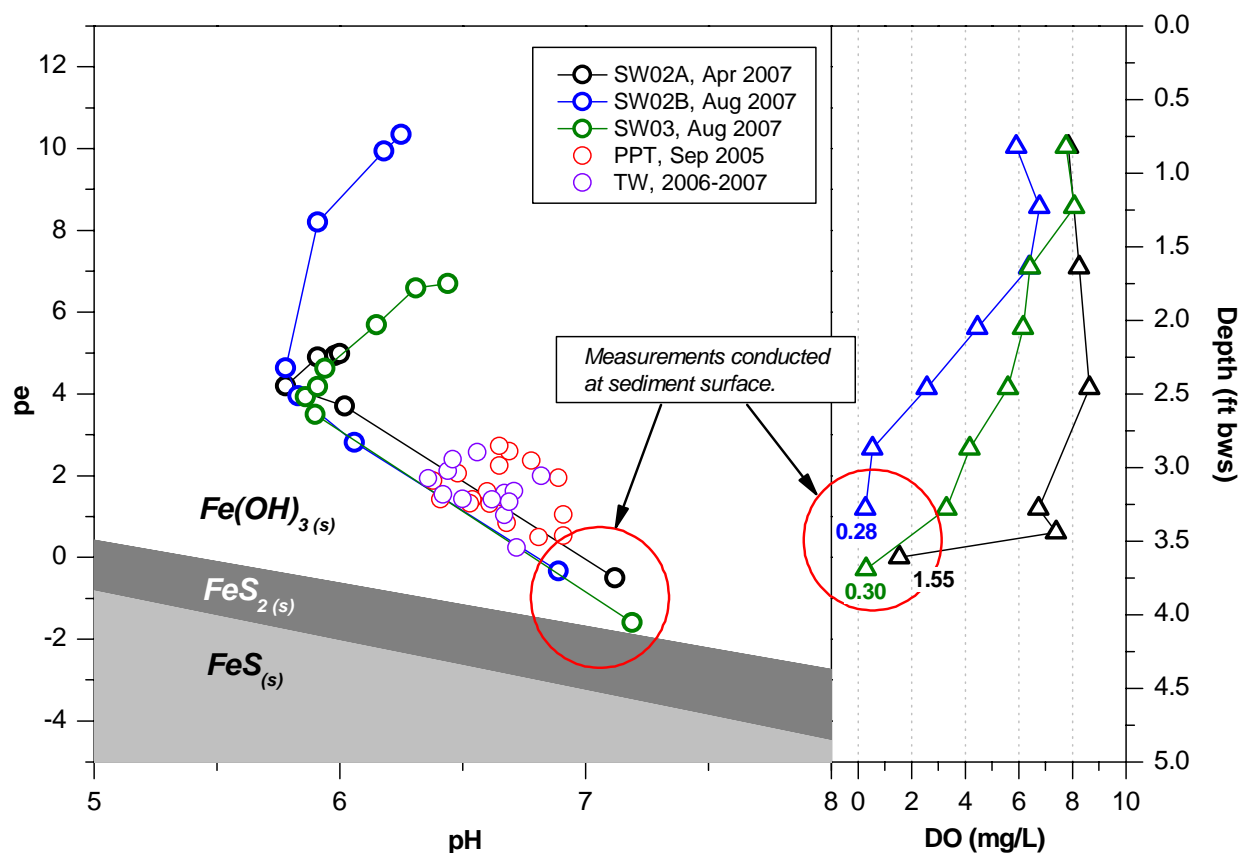 12
10
8
6
4
2
0
-2
-4
pe
5
6
7
8
pH
SW02A, Apr 2007
SW02B, Aug 2007
SW03, Aug 2007
PPT, Sep 2005
TW, 2006-2007
Measurements conducted
at sediment surface.
Fe(OH)3 (s)
FeS2 (s)
FeS(s)
0.28
0.30
1.55
0
2
4
6
8
10
DO (mg/L)
0.0
0.5
1.0
1.5
2.0
2.5
3.0
3.5
4.0
4.5
5.0
Depth (ft bws)